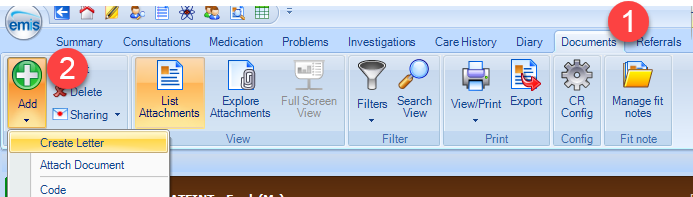 emis
1
Summary Consultations Medication Problems Investigations Care History Diary Documents Referrals
2
Add
Delete
Sharing
List Attachments
Explore Attachments
Full Screen View
Filters
Search View
View/Print
Export
CR Config
Manage fit notes
View Filter Print Config Fit note
Create Letter
Attach Document
Code